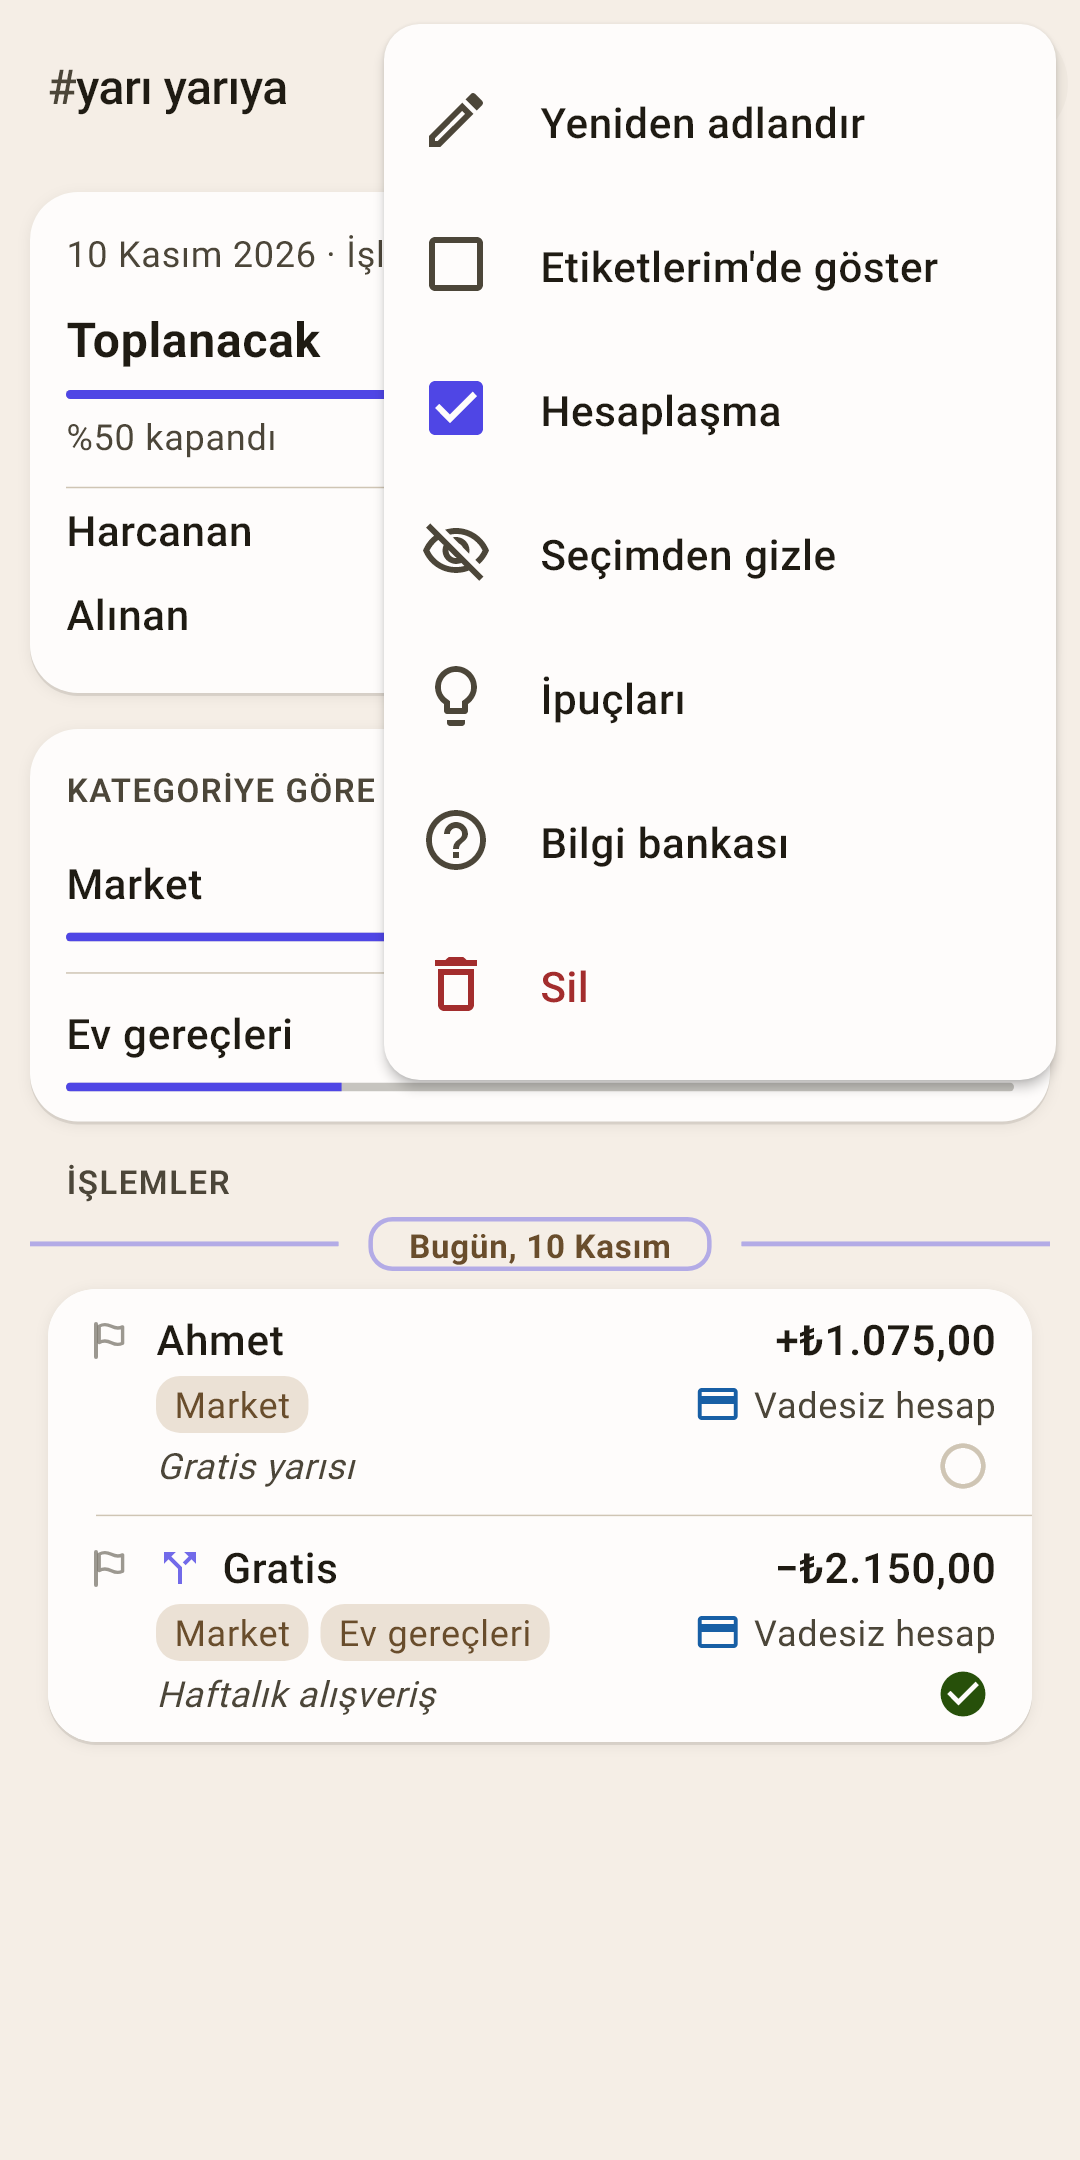 #yarı yarıya
Yeniden adlandır
Etiketlerim'de göster
Hesaplaşma
Seçimden gizle
İpuçları
Bilgi bankası
Sil
10 Kasım 2026 ·
Toplanacak
%50 kapandı
Harcanan
Alınan
KATEGORİYE GÖRE
Market
Ev gereçleri
İŞLEMLER
Bugün, 10 Kasım
Ahmet +₺1.075,00
Market Vadesiz hesap
Gratis yarısı
Gratis −₺2.150,00
Market Ev gereçleri Vadesiz hesap
Haftalık alışveriş